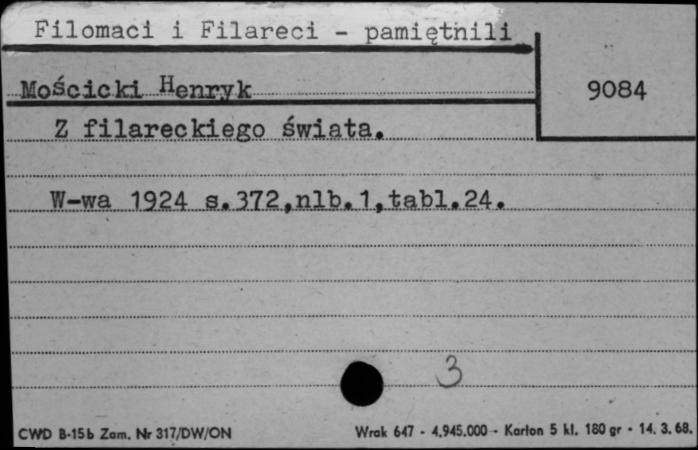 Filomaci i Filareci - pamiętnili
Mościcki Henryk
9084
Z filareckiego świata.
W-wa 1924 s.372,nlb.1,tabl.24.
3
CWD B-15b Zam. Nr 317/DW/ON
Wrak 647 - 4.945.000 - Karton 5 kl. 180 gr - 14. 3. 68.